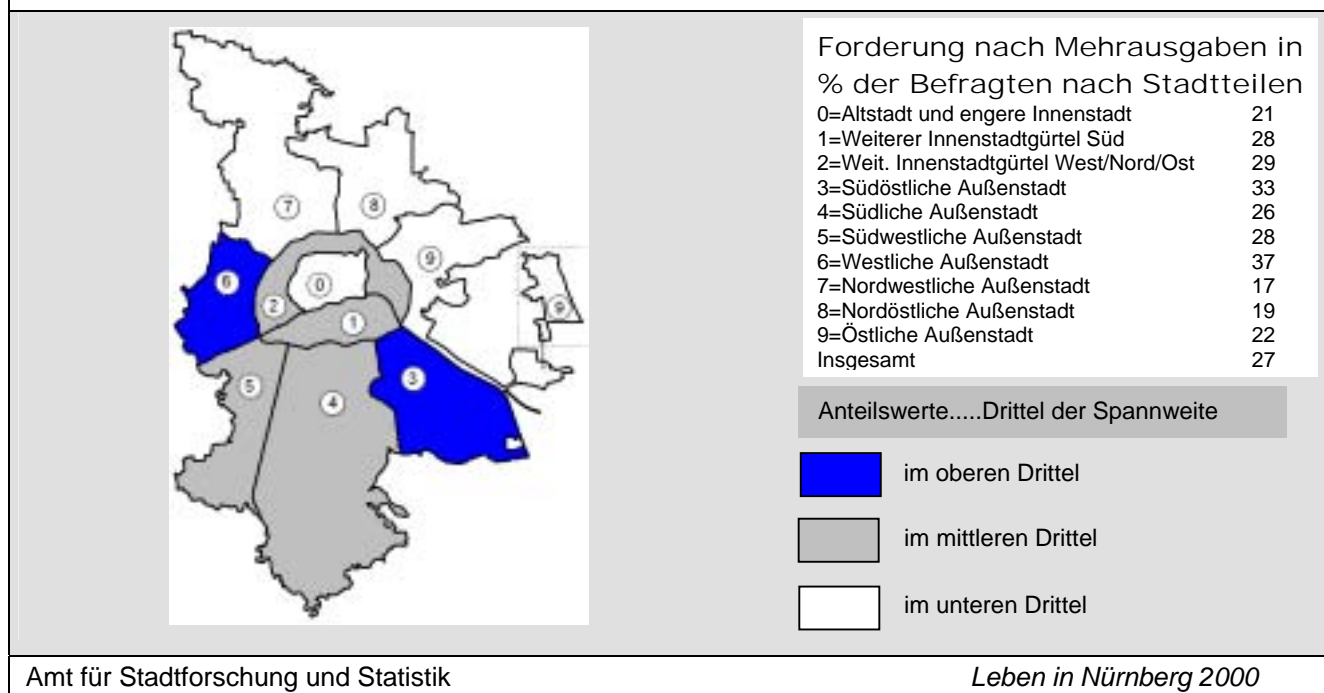 Forderung nach Mehrausgaben in
% der Befragten nach Stadtteilen
0=Altstadt und engere Innenstadt 21
1=Weiterer Innenstadtgürtel Süd 28
2=Weit. Innenstadtgürtel West/Nord/Ost 29
3=Südöstliche Außenstadt 33
4=Südliche Außenstadt 26
5=Südwestliche Außenstadt 28
6=Westliche Außenstadt 37
7=Nordwestliche Außenstadt 17
8=Nordöstliche Außenstadt 19
9=Östliche Außenstadt 22
Insgesamt 27
Anteilswerte.....Drittel der Spannweite
im oberen Drittel
im mittleren Drittel
im unteren Drittel
7
8
9
6
0
9
2
1
3
5
4
Amt für Stadtforschung und Statistik
Leben in Nürnberg 2000